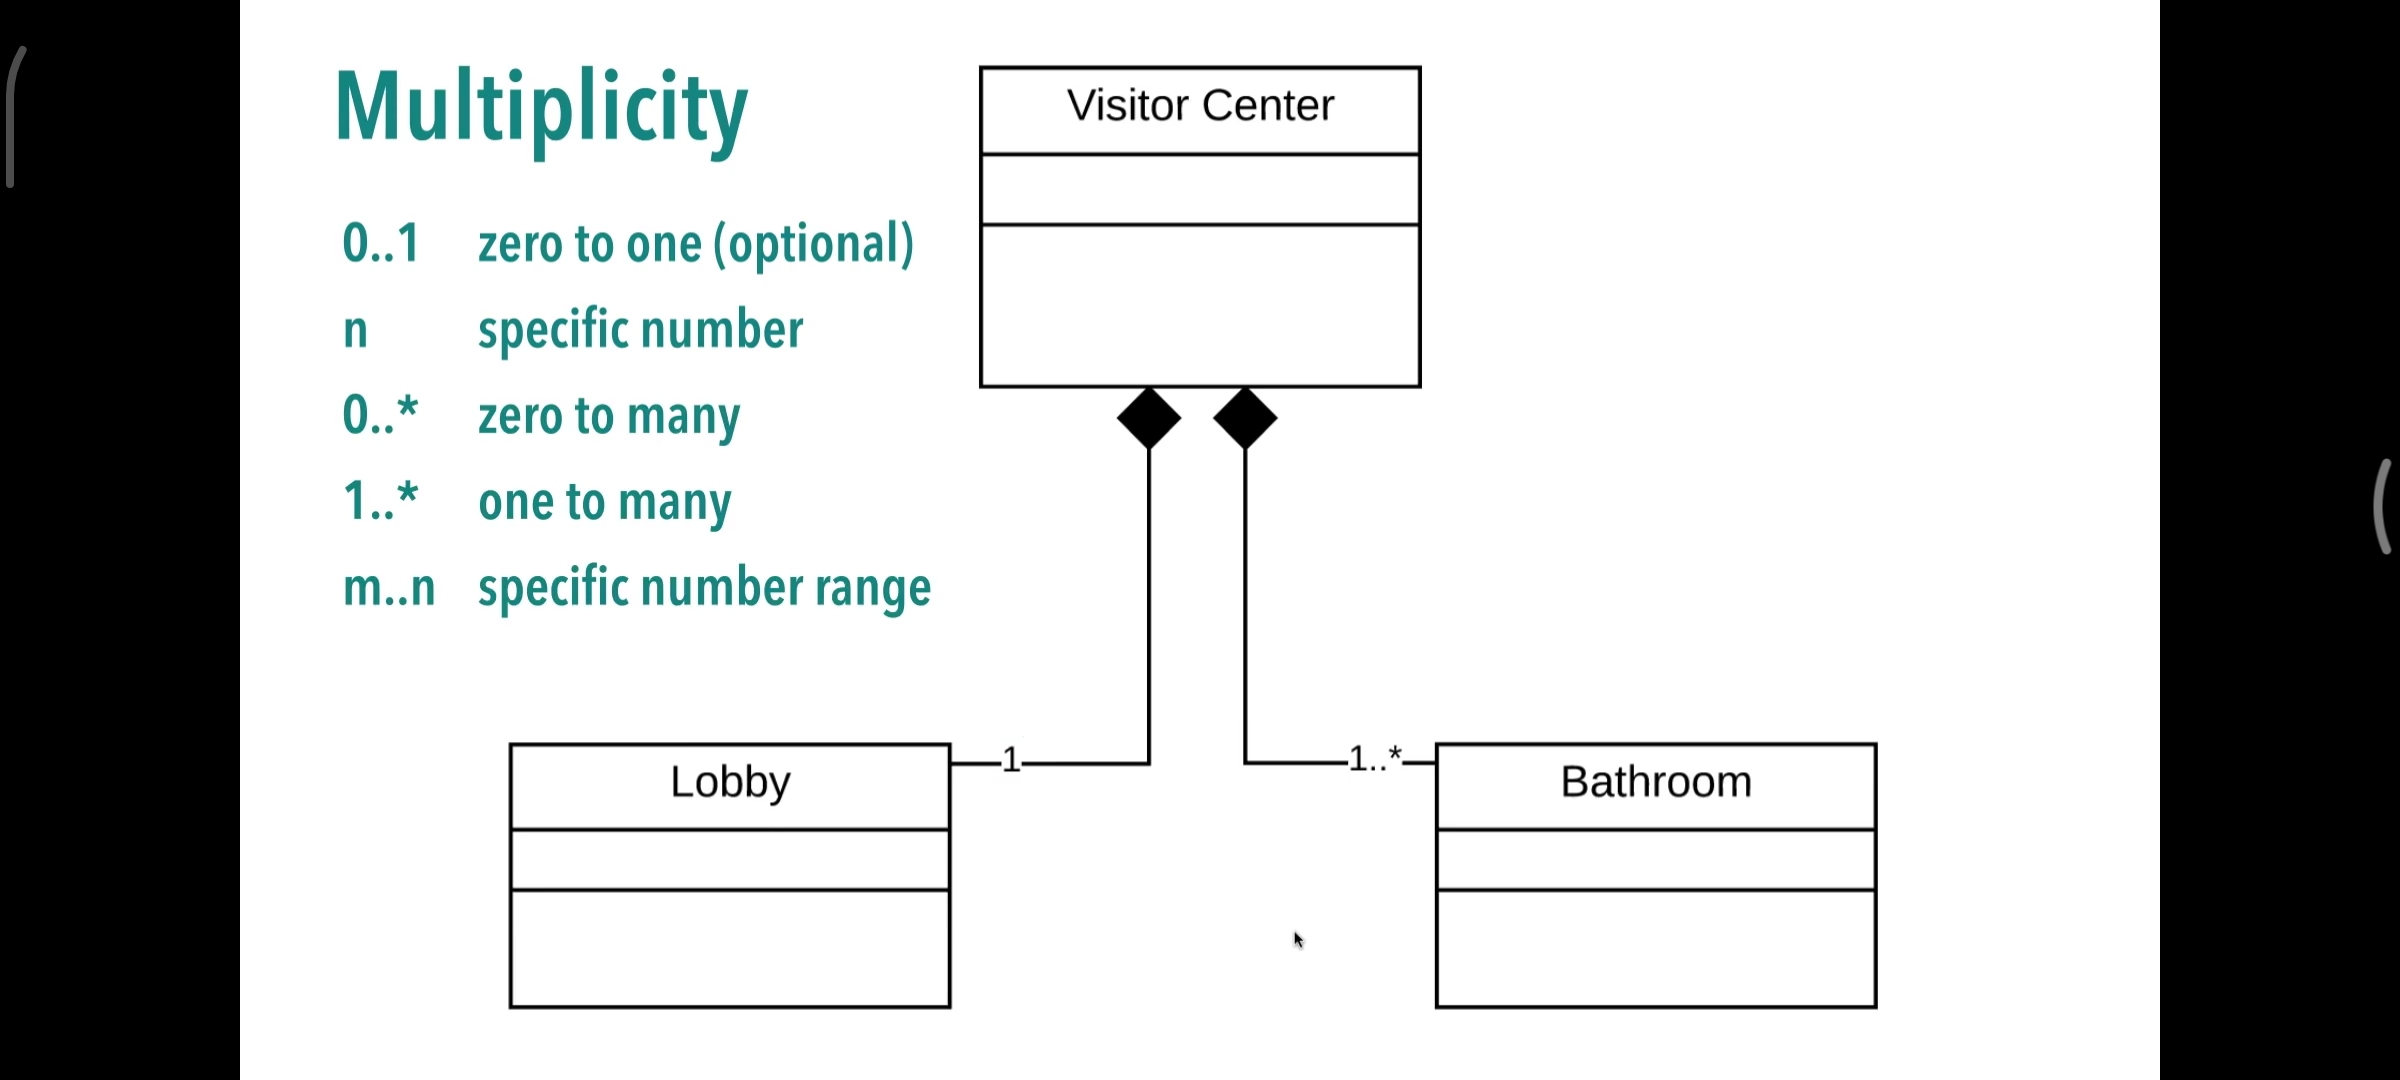 Multiplicity
0..1 zero to one (optional)
n specific number
0..* zero to many
1..* one to many
m..n specific number range
Visitor Center
1
1..*
Lobby
Bathroom